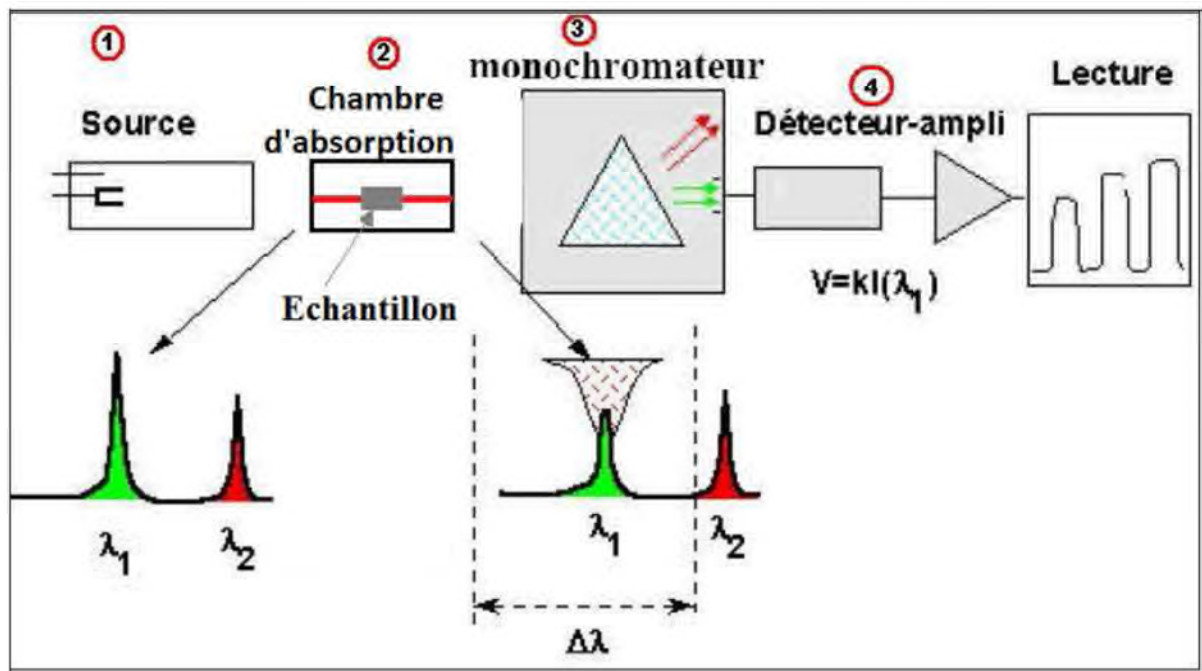 1
Source
2
Chambre
d'absorption
Echantillon
3
monochromateur
4
Détecteur-ampli
V=kI(λ1)
Lecture
λ1
λ2
λ1
λ2
Δλ